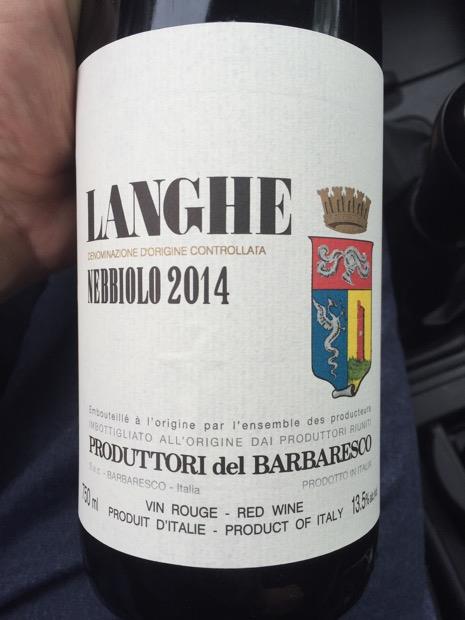 LANGHE
DENOMINAZIONE D'ORIGINE CONTROLLATA
NEBBIOLO 2014
Embouteillé à l'origine par l'ensemble des producteurs
IMBOTTIGLIATO ALL'ORIGINE DAI PRODUTTORI RIUNITI
PRODUTTORI del BARBARESCO
S.a.c - BARBARESCO - Italia PRODOTTO IN ITALIA
750 ml VIN ROUGE - RED WINE 13.5%
PRODUIT D'ITALIE - PRODUCT OF ITALY